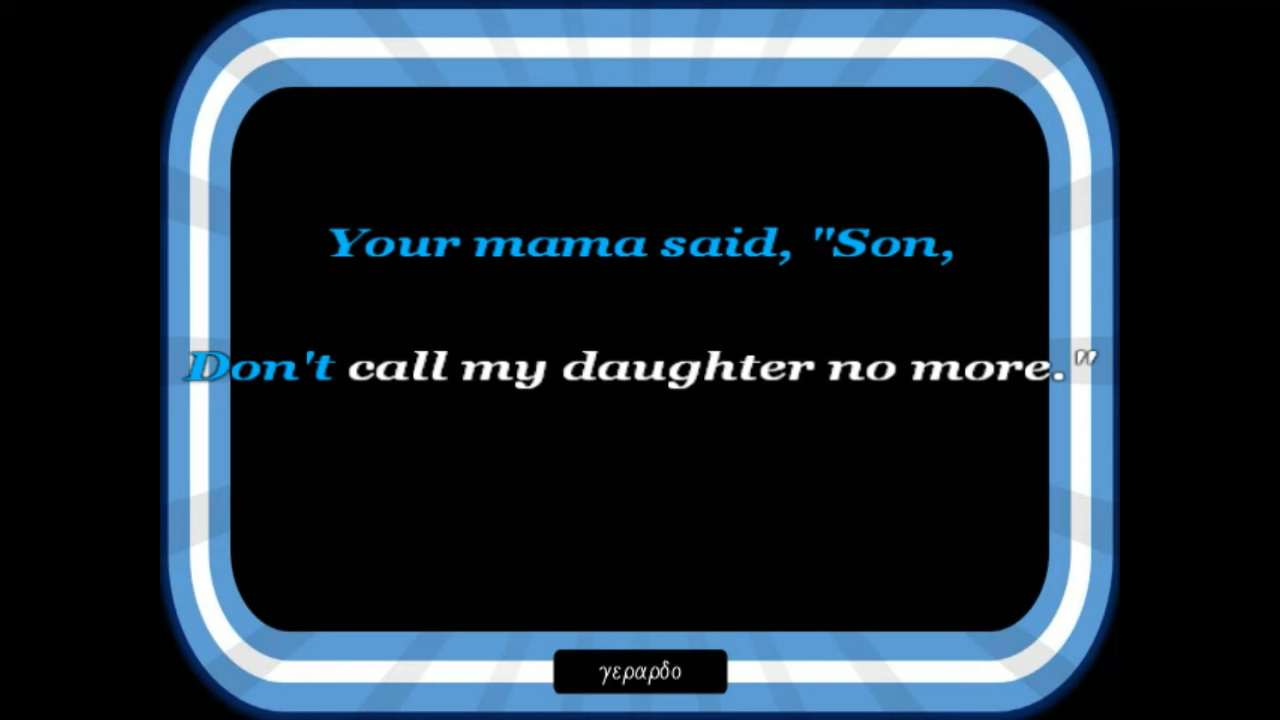 Your mama said, "Son,
Don't call my daughter no more."
γεραρδο